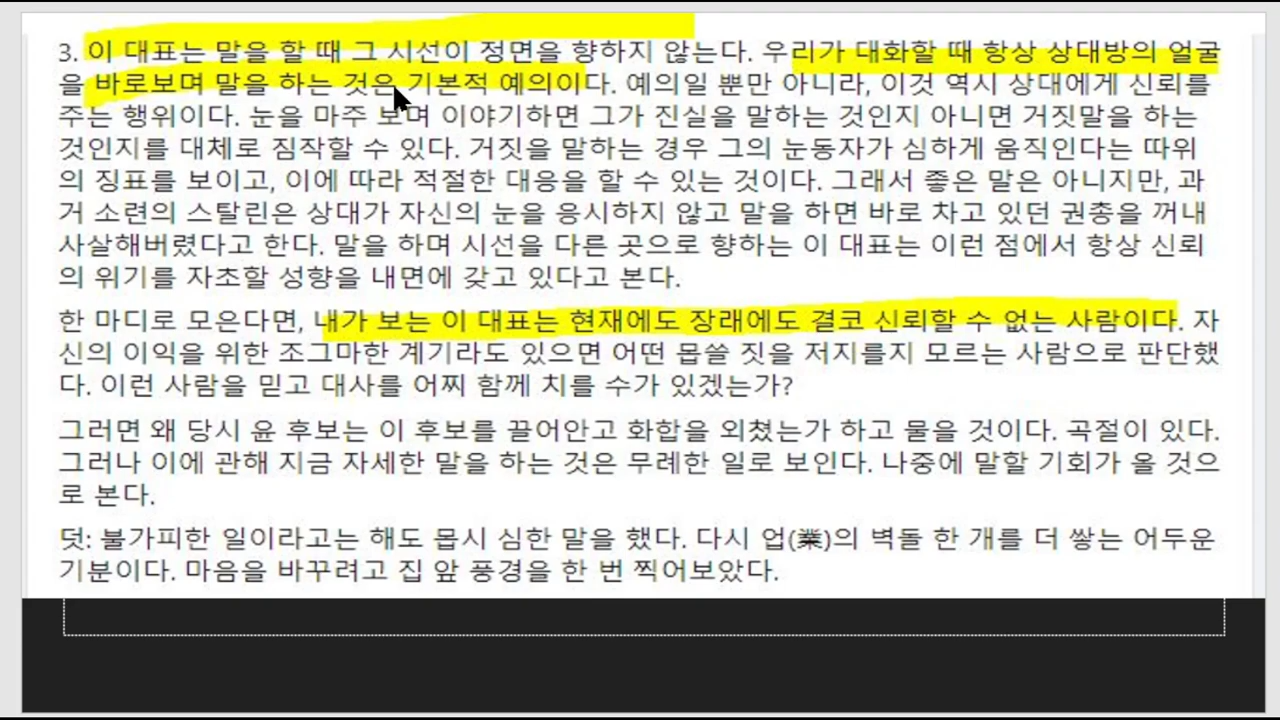 3. 이 대표는 말을 할 때 그 시선이 정면을 향하지 않는다. 우리가 대화할 때 항상 상대방의 얼굴
을 바로보며 말을 하는 것은 기본적 예의이다. 예의일 뿐만 아니라, 이것 역시 상대에게 신뢰를
주는 행위이다. 눈을 마주 보며 이야기하면 그가 진실을 말하는 것인지 아니면 거짓말을 하는
것인지를 대체로 짐작할 수 있다. 거짓을 말하는 경우 그의 눈동자가 심하게 움직인다는 따위
의 징표를 보이고, 이에 따라 적절한 대응을 할 수 있는 것이다. 그래서 좋은 말은 아니지만, 과
거 소련의 스탈린은 상대가 자신의 눈을 응시하지 않고 말을 하면 바로 차고 있던 권총을 꺼내
사살해버렸다고 한다. 말을 하며 시선을 다른 곳으로 향하는 이 대표는 이런 점에서 항상 신뢰
의 위기를 자초할 성향을 내면에 갖고 있다고 본다.
한 마디로 모은다면, 내가 보는 이 대표는 현재에도 장래에도 결코 신뢰할 수 없는 사람이다. 자
신의 이익을 위한 조그마한 계기라도 있으면 어떤 몹쓸 짓을 저지를지 모르는 사람으로 판단했
다. 이런 사람을 믿고 대사를 어찌 함께 치를 수가 있겠는가?
그러면 왜 당시 윤 후보는 이 후보를 끌어안고 화합을 외쳤는가 하고 물을 것이다. 곡절이 있다.
그러나 이에 관해 지금 자세한 말을 하는 것은 무례한 일로 보인다. 나중에 말할 기회가 올 것으
로 본다.
덧: 불가피한 일이라고는 해도 몹시 심한 말을 했다. 다시 업(業)의 벽돌 한 개를 더 쌓는 어두운
기분이다. 마음을 바꾸려고 집 앞 풍경을 한 번 찍어보았다.